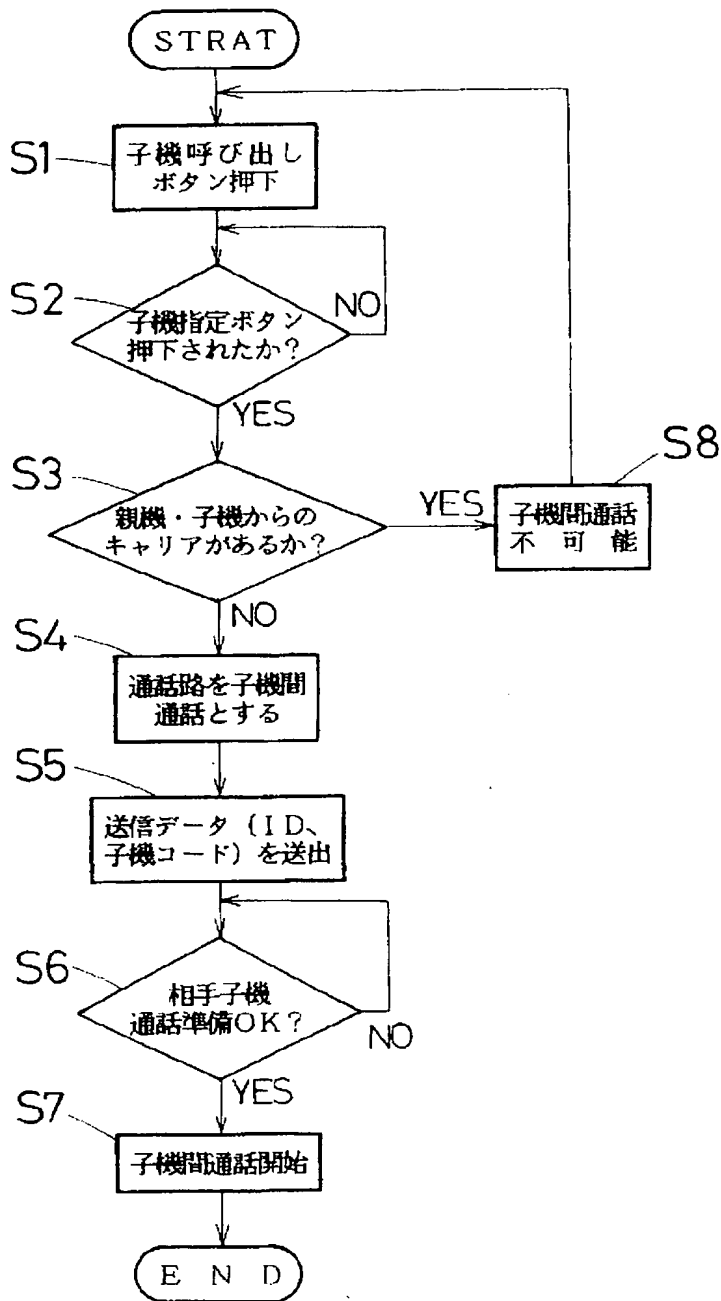 STRAT
S1
子機呼び出し
ボタン押下
S2
子機指定ボタン
押下されたか?
NO
YES
S3
親機・子機からの
キャリアがあるか?
YES
S8
子機間通話
不可能
NO
S4
通話路を子機間
通話とする
S5
送信データ(ID、
子機コード)を送出
S6
相手子機
通話準備OK?
NO
YES
S7
子機間通話開始
END